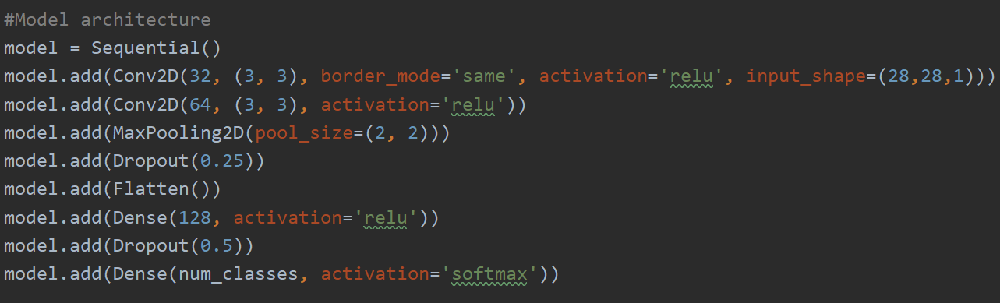 #Model architecture
model = Sequential()
model.add(Conv2D(32, (3, 3), border_mode='same', activation='relu', input_shape=(28,28,1)))
model.add(Conv2D(64, (3, 3), activation='relu'))
model.add(MaxPooling2D(pool_size=(2, 2)))
model.add(Dropout(0.25))
model.add(Flatten())
model.add(Dense(128, activation='relu'))
model.add(Dropout(0.5))
model.add(Dense(num_classes, activation='softmax'))